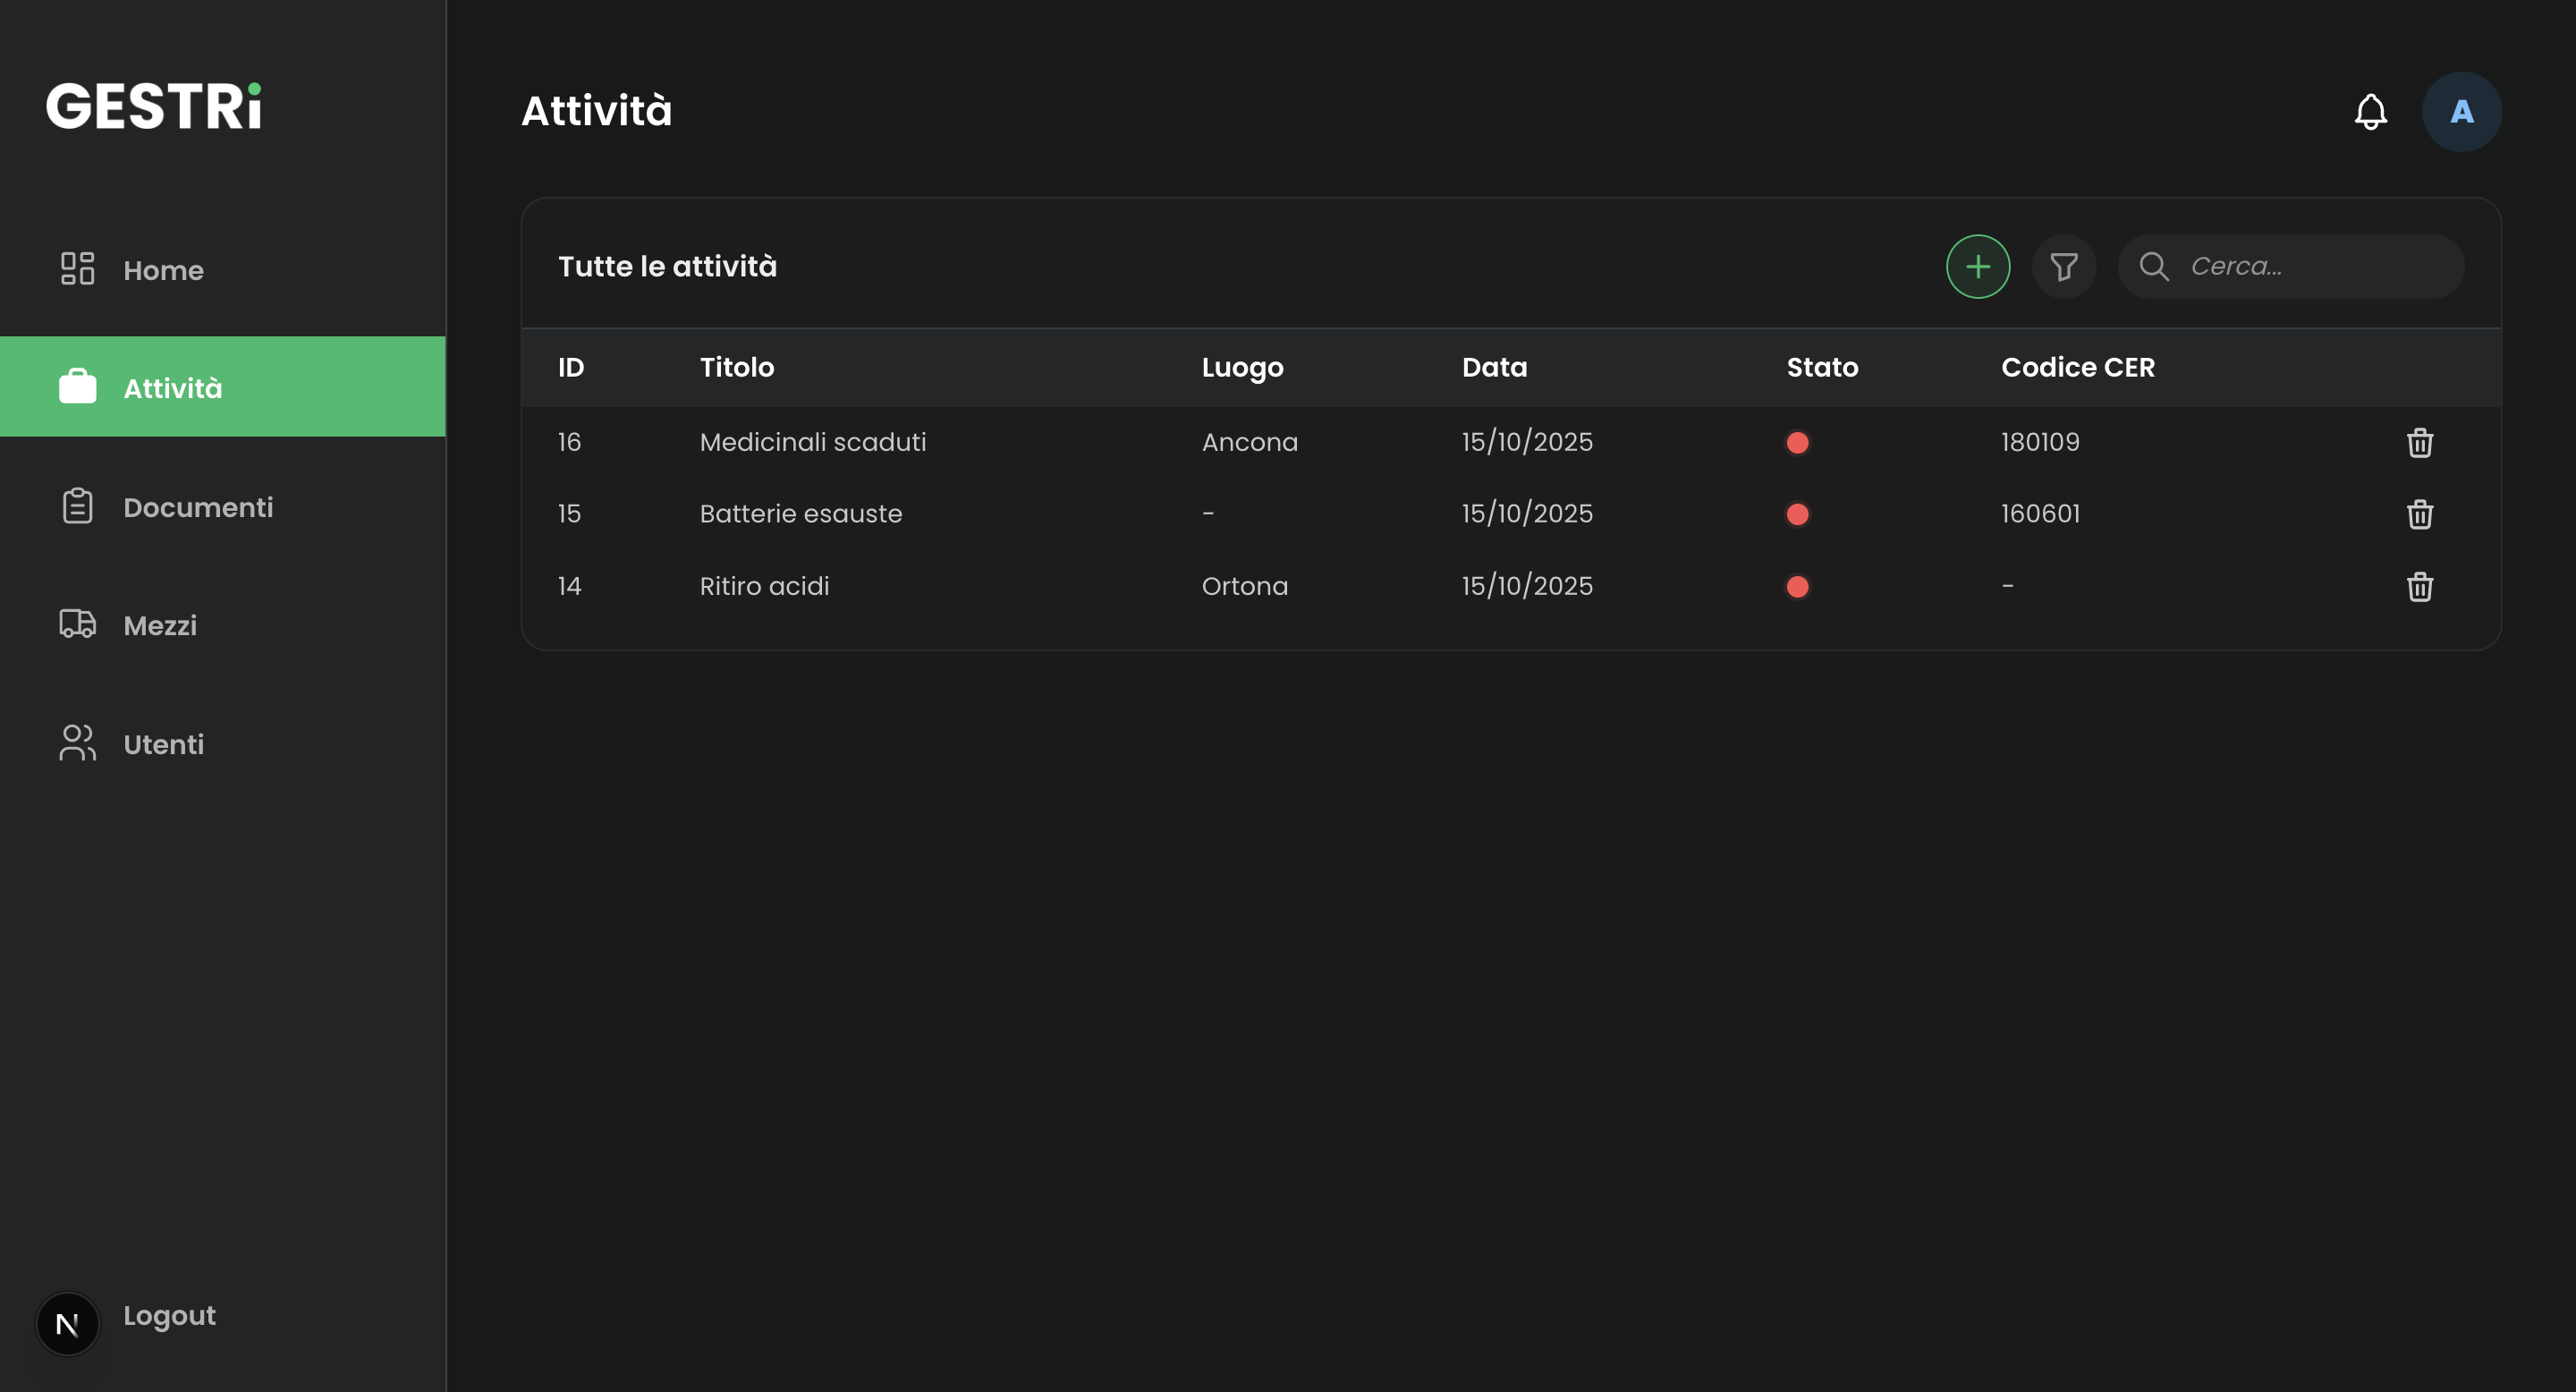 GESTRi
Home
Attività
Documenti
Mezzi
Utenti
N
Logout
Attività
A
Tutte le attività
Cerca...
ID Titolo Luogo Data Stato Codice CER
16 Medicinali scaduti Ancona 15/10/2025 180109
15 Batterie esauste - 15/10/2025 160601
14 Ritiro acidi Ortona 15/10/2025 -